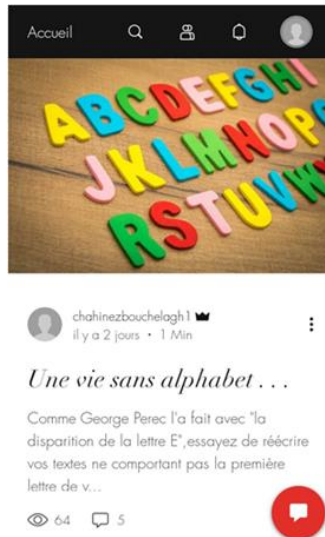 Accueil
ABCDEFGHI
JKLMNOP
RSTUVW
chahinezbouchelagh1
il y a 2 jours • 1 Min
Une vie sans alphabet . . .
Comme George Perec l'a fait avec "la
disparition de la lettre E",essayez de réécrire
vos textes ne comportant pas la première
lettre de v...
64 5